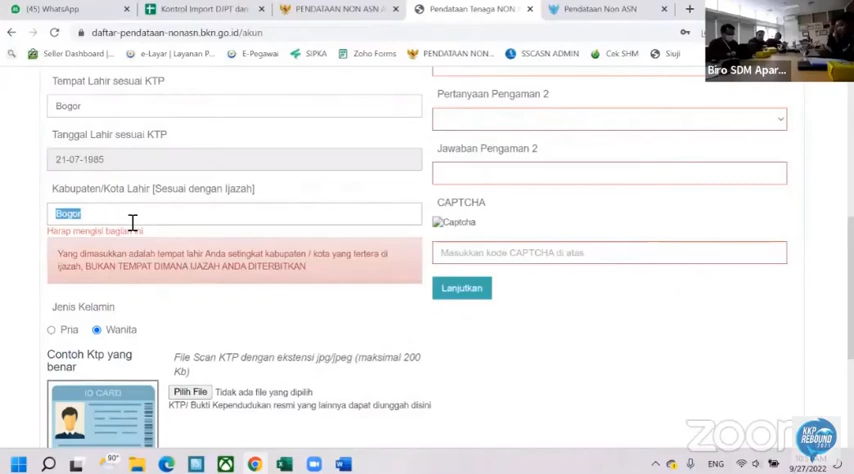 (45) WhatsApp
Kontrol Import DJPT dan
PENDATAAN NON ASN A
Pendataan Tenaga NON
Pendataan Non ASN
daftar-pendataan-nonasn.bkn.go.id/akun
Seller Dashboard |...
e-Layar | Layanan P...
E-Pegawai
SIPKA
Zoho Forms
PENDATAAN NON...
SSCASN ADMIN
Cek SHM
Siuji
Biro SDM Apar...
Tempat Lahir sesuai KTP
Bogor
Tanggal Lahir sesuai KTP
21-07-1985
Kabupaten/Kota Lahir [Sesuai dengan Ijazah]
Bogor
Harap mengisi bagian ini
Yang dimasukkan adalah tempat lahir Anda setingkat kabupaten / kota yang tertera di
ijazah, BUKAN TEMPAT DIMANA IJAZAH ANDA DITERBITKAN
Jenis Kelamin
Pria
Wanita
Contoh Ktp yang
benar
File Scan KTP dengan ekstensi jpg/jpeg (maksimal 200
Kb)
Pilih File Tidak ada file yang dipilih
KTP/ Bukti Kependudukan resmi yang lainnya dapat diunggah disini
ID CARD
Pertanyaan Pengaman 2
Jawaban Pengaman 2
CAPTCHA
Captcha
Masukkan kode CAPTCHA di atas
Lanjutkan
zoom
KKP
REBOUND
90°
ENG
9/27/2022